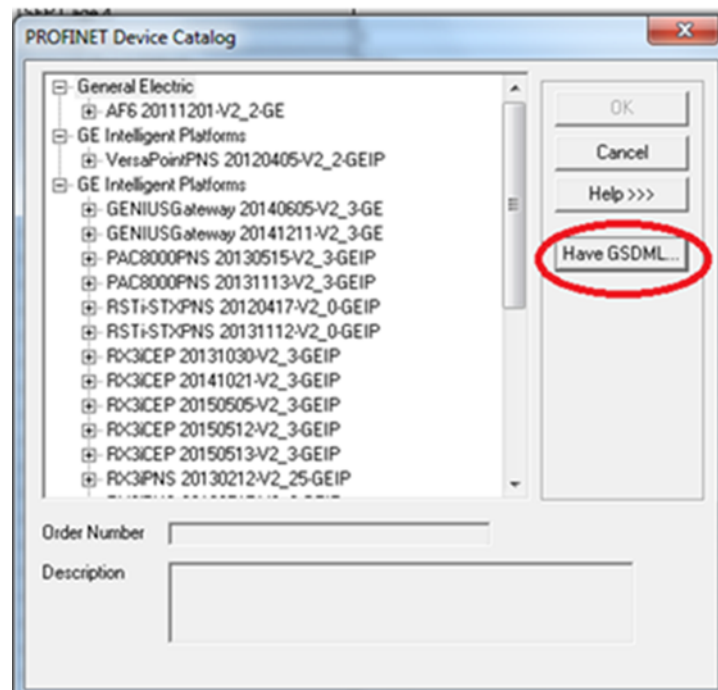 PROFINET Device Catalog
General Electric
AF6 20111201-V2_2-GE
GE Intelligent Platforms
VersaPointPNS 20120405-V2_2-GEIP
GE Intelligent Platforms
GENIUSGateway 20140605-V2_3-GE
GENIUSGateway 20141211-V2_3-GE
PAC8000PNS 20130515-V2_3-GEIP
PAC8000PNS 20131113-V2_3-GEIP
RSTi-STXPNS 20120417-V2_0-GEIP
RSTi-STXPNS 20131112-V2_0-GEIP
RX3iCEP 20131030-V2_3-GEIP
RX3iCEP 20141021-V2_3-GEIP
RX3iCEP 20150505-V2_3-GEIP
RX3iCEP 20150512-V2_3-GEIP
RX3iCEP 20150513-V2_3-GEIP
RX3iPNS 20130212-V2_25-GEIP
OK
Cancel
Help >>>
Have GSDML...
Order Number
Description